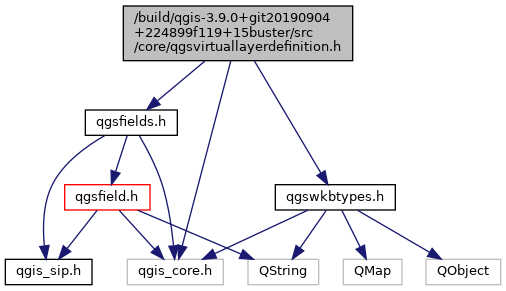 /build/qgis-3.9.0+git20190904
+224899f119+15buster/src
/core/qgsvirtuallayerdefinition.h
qgsfields.h
qgsfield.h
qgswkbtypes.h
qgis_sip.h
qgis_core.h
QString
QMap
QObject